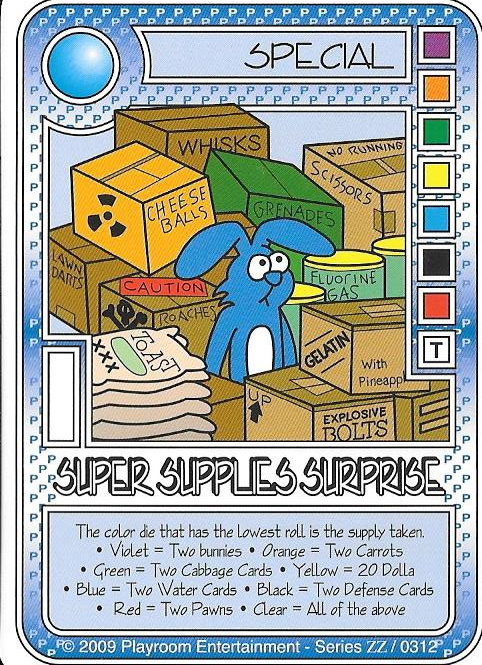 SPECIAL
WHISKS
NO RUNNING
SCISSORS
CHEESE
BALLS
GRENADES
LAWN
DARTS
FLUORINE
GAS
CAUTION
ROACHES
TOAST
XXX
GELATIN
With
Pineappl
UP
EXPLOSIVE
BOLTS
T
SUPER SUPPLIES SURPRISE
The color die that has the lowest roll is the supply taken.
• Violet = Two bunnies • Orange = Two Carrots
• Green = Two Cabbage Cards • Yellow = 20 Dolla
• Blue = Two Water Cards • Black = Two Defense Cards
• Red = Two Pawns • Clear = All of the above
© 2009 Playroom Entertainment - Series ZZ / 0312